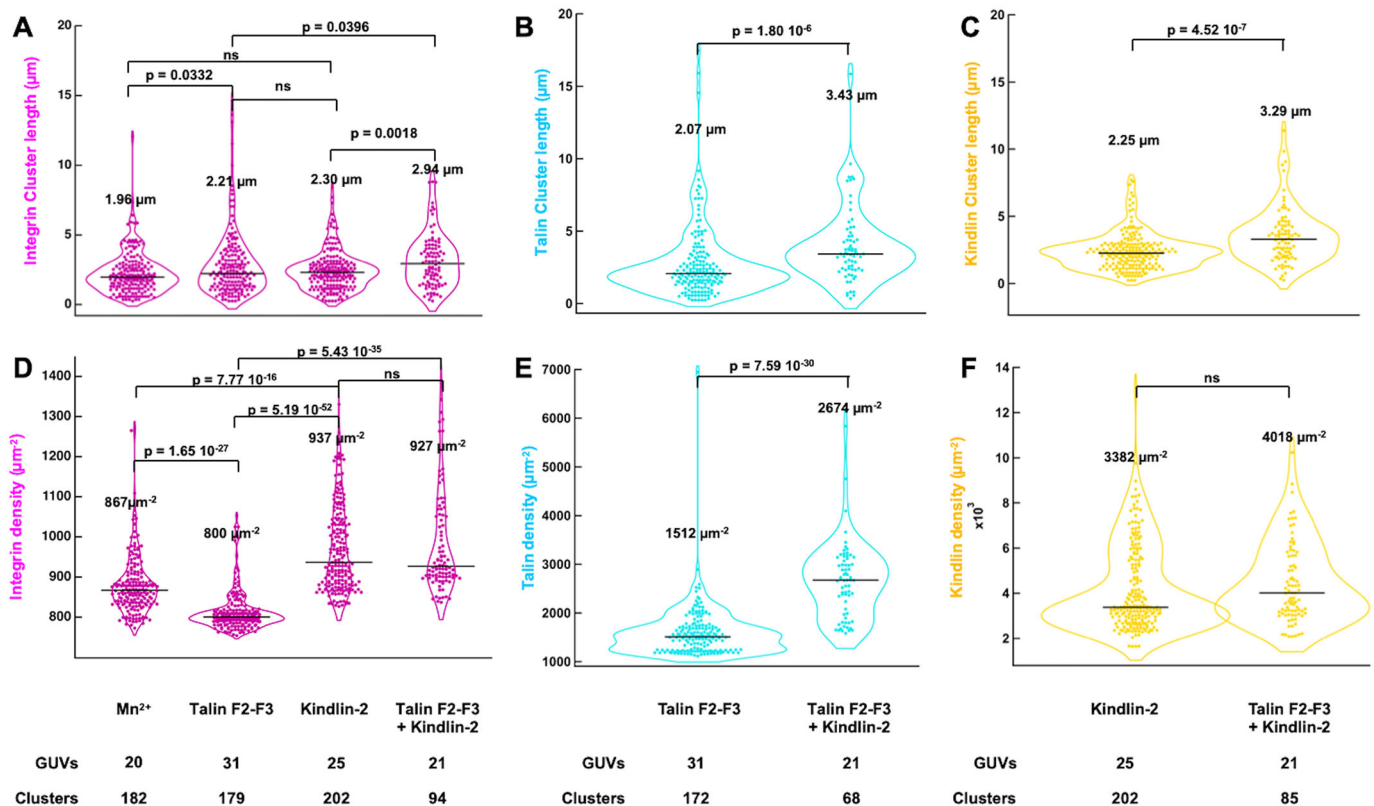 A
Integrin Cluster length (µm)
20
15
10
5
0
p = 0.0396
ns
p = 0.0332
ns
p = 0.0018
1.96 µm
2.21 µm
2.30 µm
2.94 µm
B
Talin Cluster length (µm)
20
15
10
5
0
p = 1.80 10⁻⁶
2.07 µm
3.43 µm
C
Kindlin Cluster length (µm)
20
15
10
5
0
p = 4.52 10⁻⁷
2.25 µm
3.29 µm
D
Integrin density (µm⁻²)
1400
1300
1200
1100
1000
900
800
p = 5.43 10⁻³⁵
p = 7.77 10⁻¹⁶
ns
p = 5.19 10⁻⁵²
p = 1.65 10⁻²⁷
867µm⁻²
800 µm⁻²
937 µm⁻²
927 µm⁻²
E
Talin density (µm⁻²)
7000
6000
5000
4000
3000
2000
1000
p = 7.59 10⁻³⁰
1512 µm⁻²
2674 µm⁻²
F
Kindlin density (µm⁻²)
x10³
14
12
10
8
6
4
2
ns
3382 µm⁻²
4018 µm⁻²
Mn²⁺ Talin F2-F3 Kindlin-2 Talin F2-F3
+ Kindlin-2
GUVs 20 31 25 21
Clusters 182 179 202 94
Talin F2-F3 Talin F2-F3
+ Kindlin-2
GUVs 31 21
Clusters 172 68
Kindlin-2 Talin F2-F3
+ Kindlin-2
GUVs 25 21
Clusters 202 85